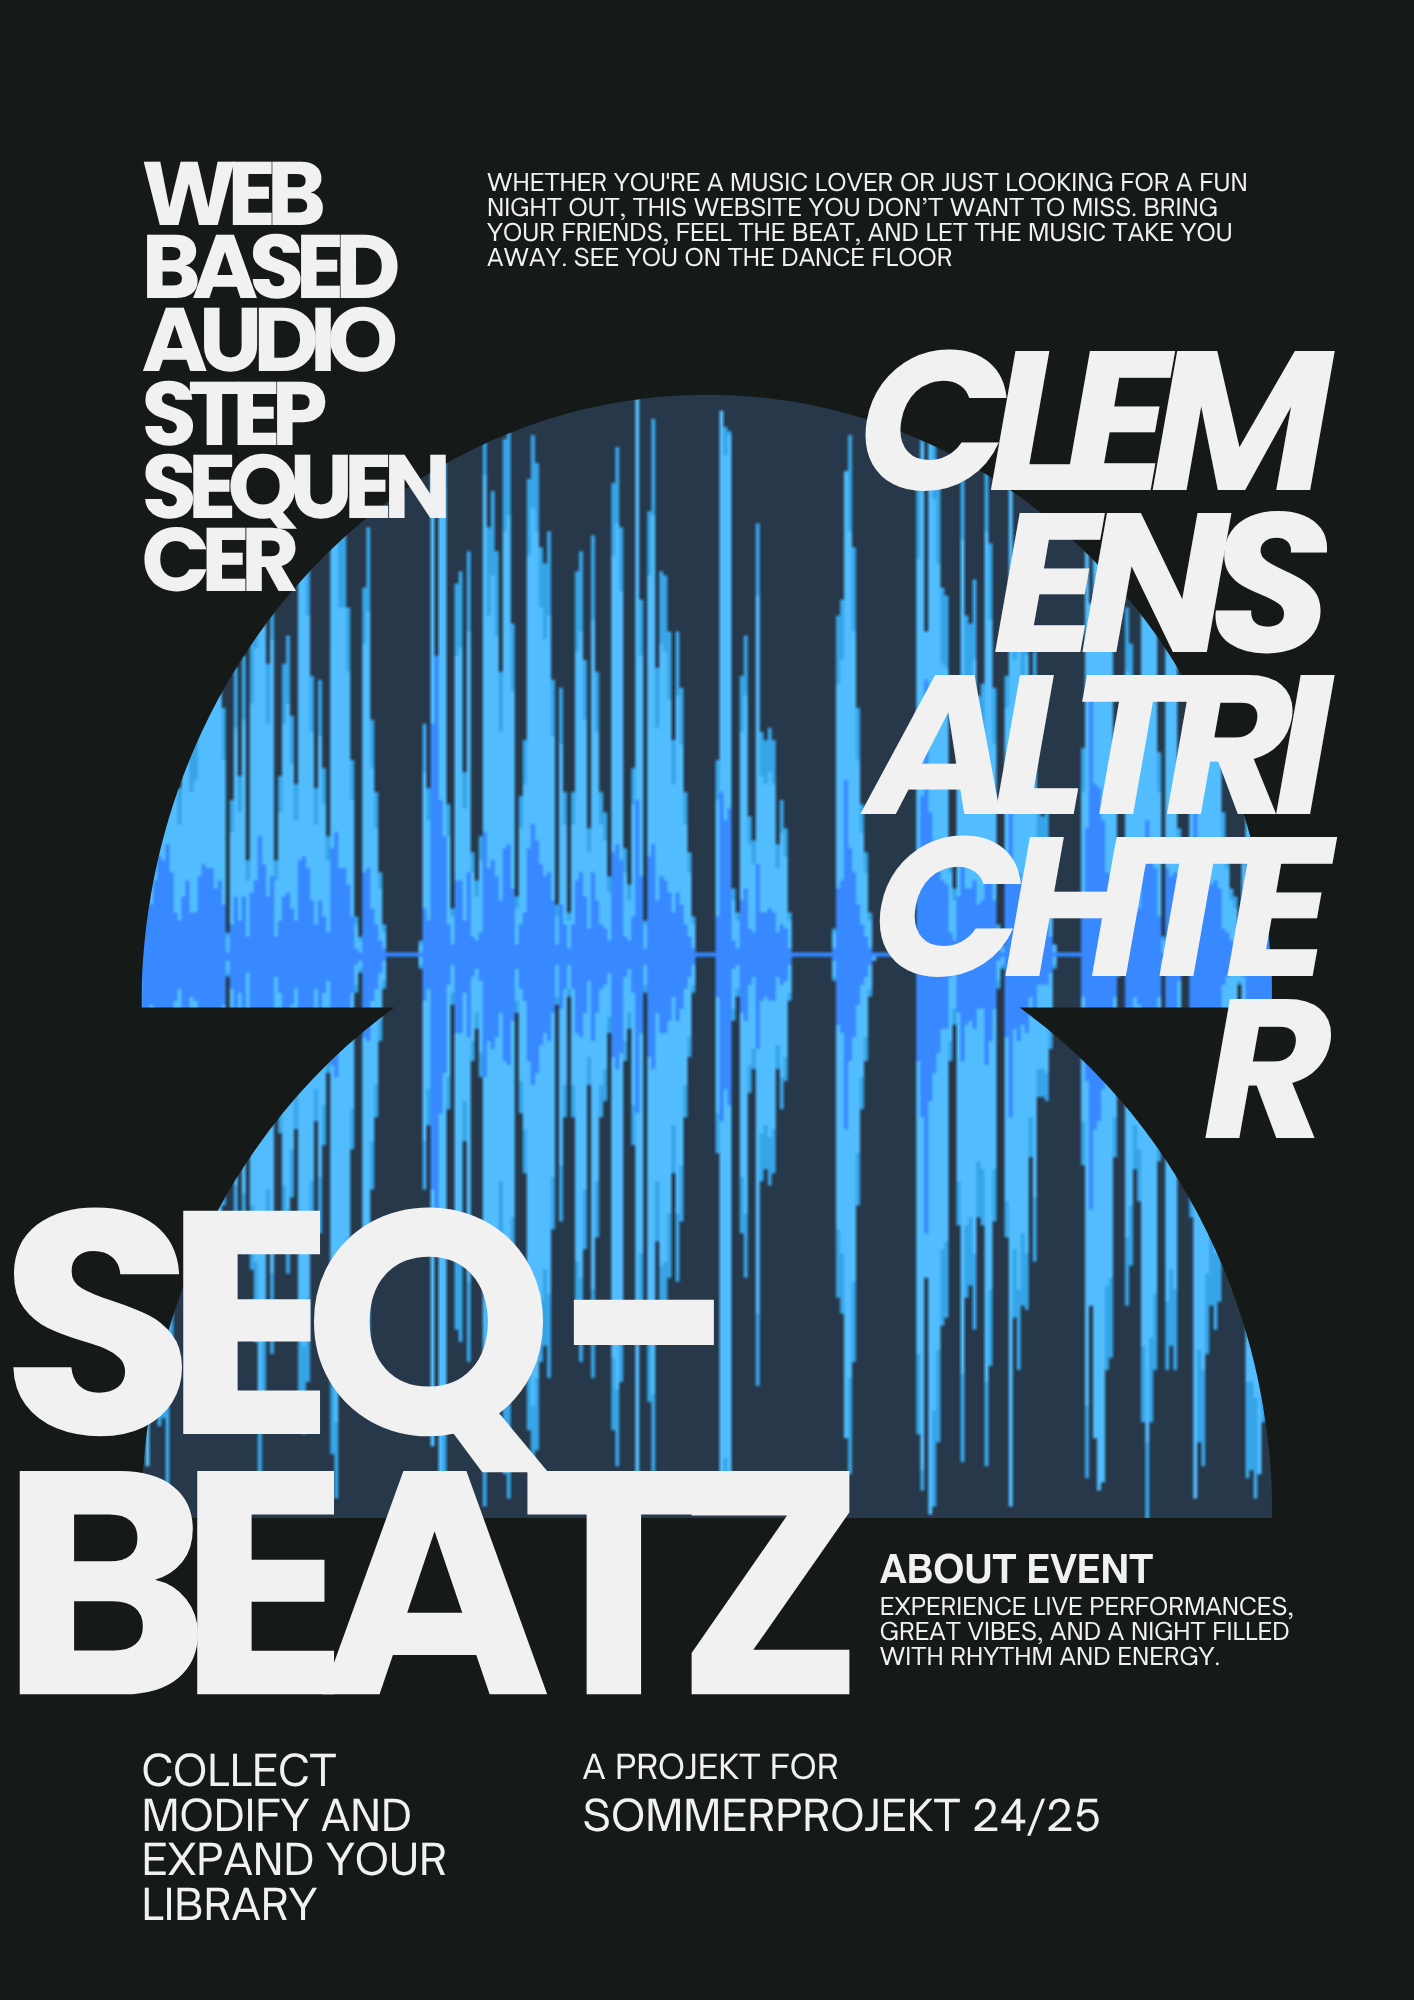 WEB
BASED
AUDIO
STEP
SEQUEN
CER
WHETHER YOU'RE A MUSIC LOVER OR JUST LOOKING FOR A FUN
NIGHT OUT, THIS WEBSITE YOU DON’T WANT TO MISS. BRING
YOUR FRIENDS, FEEL THE BEAT, AND LET THE MUSIC TAKE YOU
AWAY. SEE YOU ON THE DANCE FLOOR
CLEM
ENS
ALTRI
CHTE
R
SEQ-
BEATZ
ABOUT EVENT
EXPERIENCE LIVE PERFORMANCES,
GREAT VIBES, AND A NIGHT FILLED
WITH RHYTHM AND ENERGY.
COLLECT
MODIFY AND
EXPAND YOUR
LIBRARY
A PROJEKT FOR
SOMMERPROJEKT 24/25